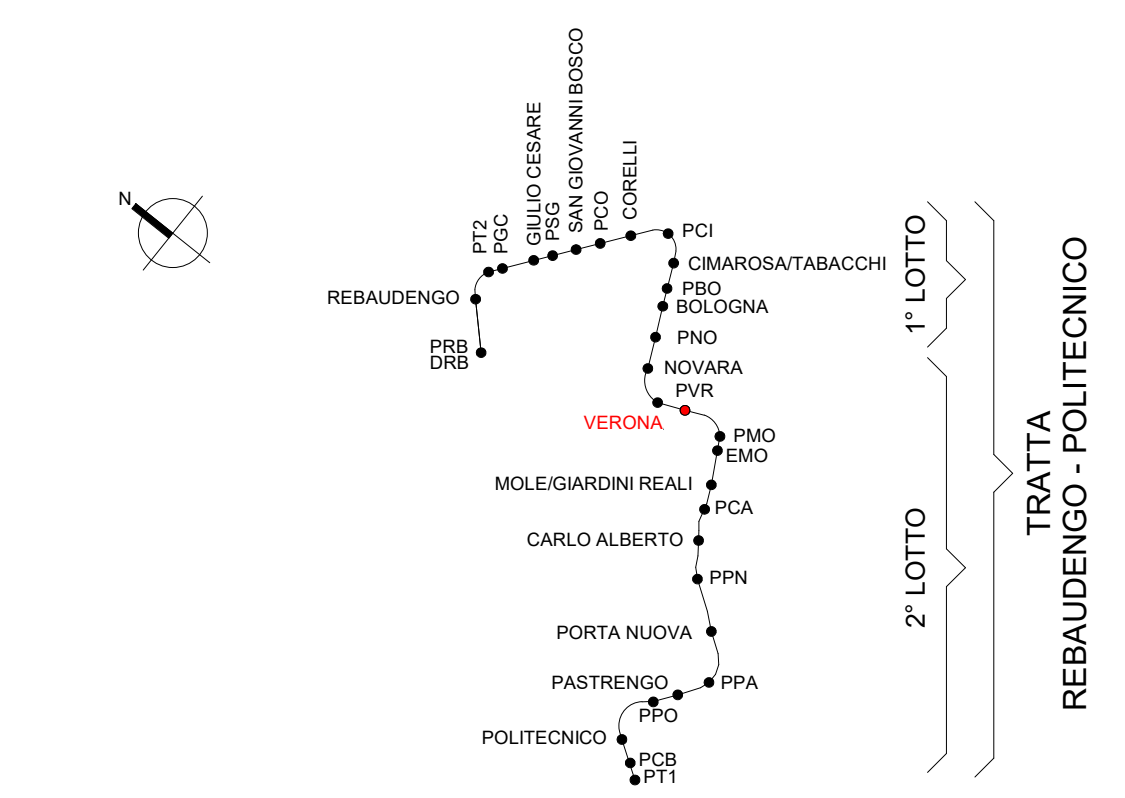 N
PT2
PGC
GIULIO CESARE
PSG
SAN GIOVANNI BOSCO
PCO
CORELLI
PCI
CIMAROSA/TABACCHI
REBAUDENGO
PBO
BOLOGNA
PRB
DRB
PNO
NOVARA
PVR
VERONA
PMO
EMO
MOLE/GIARDINI REALI
PCA
CARLO ALBERTO
PPN
PORTA NUOVA
PASTRENGO
PPA
PPO
POLITECNICO
PCB
PT1
1° LOTTO
2° LOTTO
TRATTA
REBAUDENGO - POLITECNICO